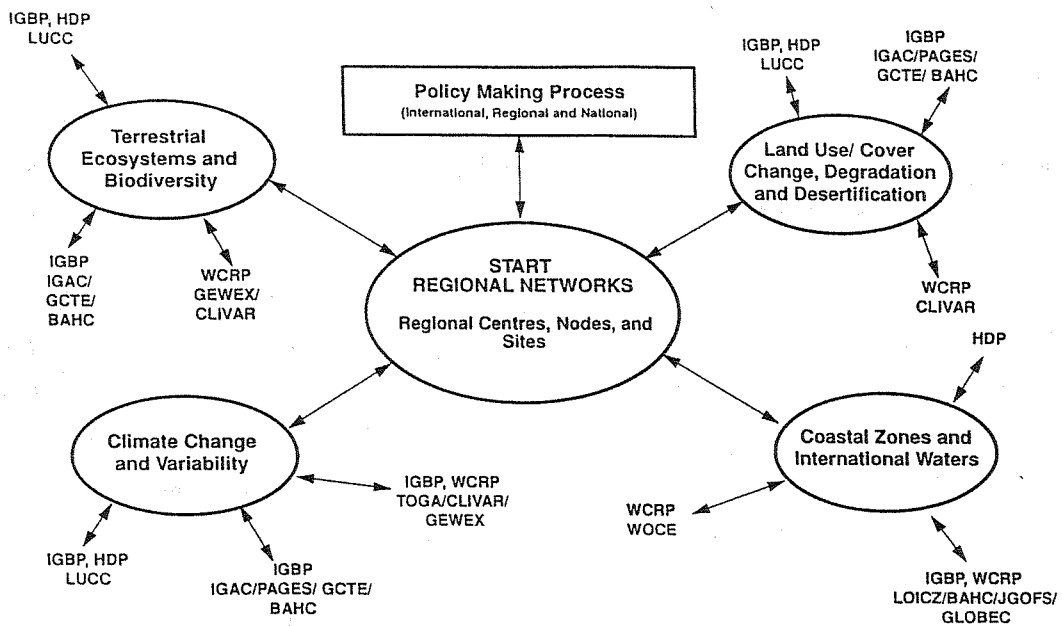 IGBP, HDP
LUCC
Terrestrial
Ecosystems and
Biodiversity
IGBP
IGAC/
GCTE/
BAHC
WCRP
GEWEX/
CLIVAR
Policy Making Process
(International, Regional and National)
IGBP, HDP
LUCC
IGBP
IGAC/PAGES/
GCTE/ BAHC
Land Use/ Cover
Change, Degradation
and Desertification
WCRP
CLIVAR
START
REGIONAL NETWORKS
Regional Centres, Nodes, and
Sites
Climate Change
and Variability
IGBP, WCRP
TOGA/CLIVAR/
GEWEX
IGBP, HDP
LUCC
IGBP
IGAC/PAGES/ GCTE/
BAHC
HDP
Coastal Zones and
International Waters
WCRP
WOCE
IGBP, WCRP
LOICZ/BAHC/JGOFS/
GLOBEC